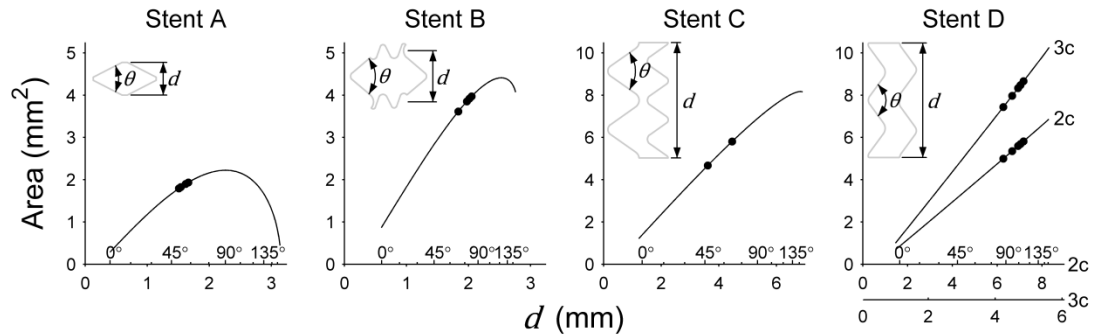 Stent A
Stent B
Stent C
Stent D
Area (mm²)
5
4
3
2
1
0
θ
d
0° 45° 90° 135°
0 1 2 3
5
4
3
2
1
0
θ
d
0° 45° 90° 135°
0 1 2 3
10
8
6
4
2
0
θ
d
0° 45° 90° 135°
0 2 4 6
10
8
6
4
2
0
θ
d
3c
2c
0° 90° 135°
0 2 4 6 8 10 2c
0 2 4 6 3c
d (mm)